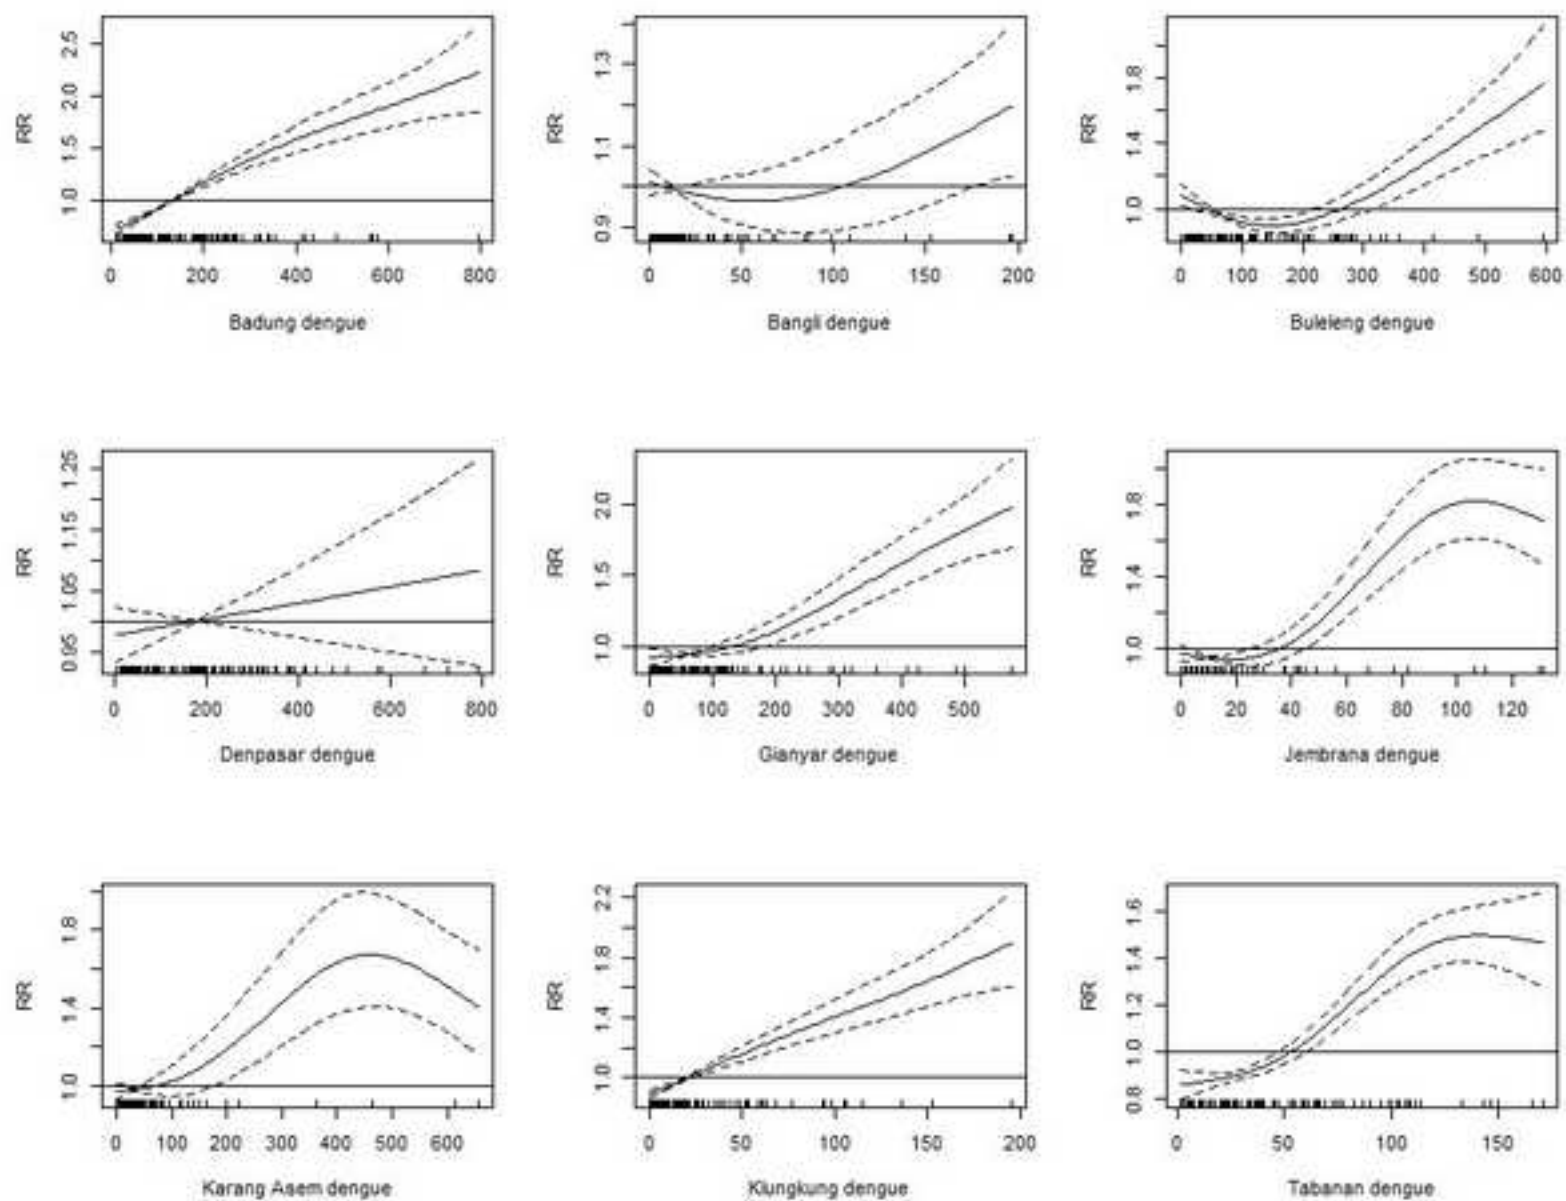 RR
2.5
2.0
1.5
1.0
0 200 400 600 800
Badung dengue
RR
1.3
1.1
0.9
0 50 100 150 200
Bangli dengue
RR
1.8
1.4
1.0
0 100 200 300 400 500 600
Buleleng dengue
RR
1.25
1.15
1.05
0.95
0 200 400 600 800
Denpasar dengue
RR
2.0
1.5
1.0
0 100 200 300 400 500
Gianyar dengue
RR
1.8
1.4
1.0
0 20 40 60 80 100 120
Jembrana dengue
RR
1.8
1.4
1.0
0 100 200 300 400 500 600
Karang Asem dengue
RR
2.2
1.8
1.4
1.0
0 50 100 150 200
Klungkung dengue
RR
1.6
1.4
1.2
1.0
0.8
0 50 100 150
Tabanan dengue